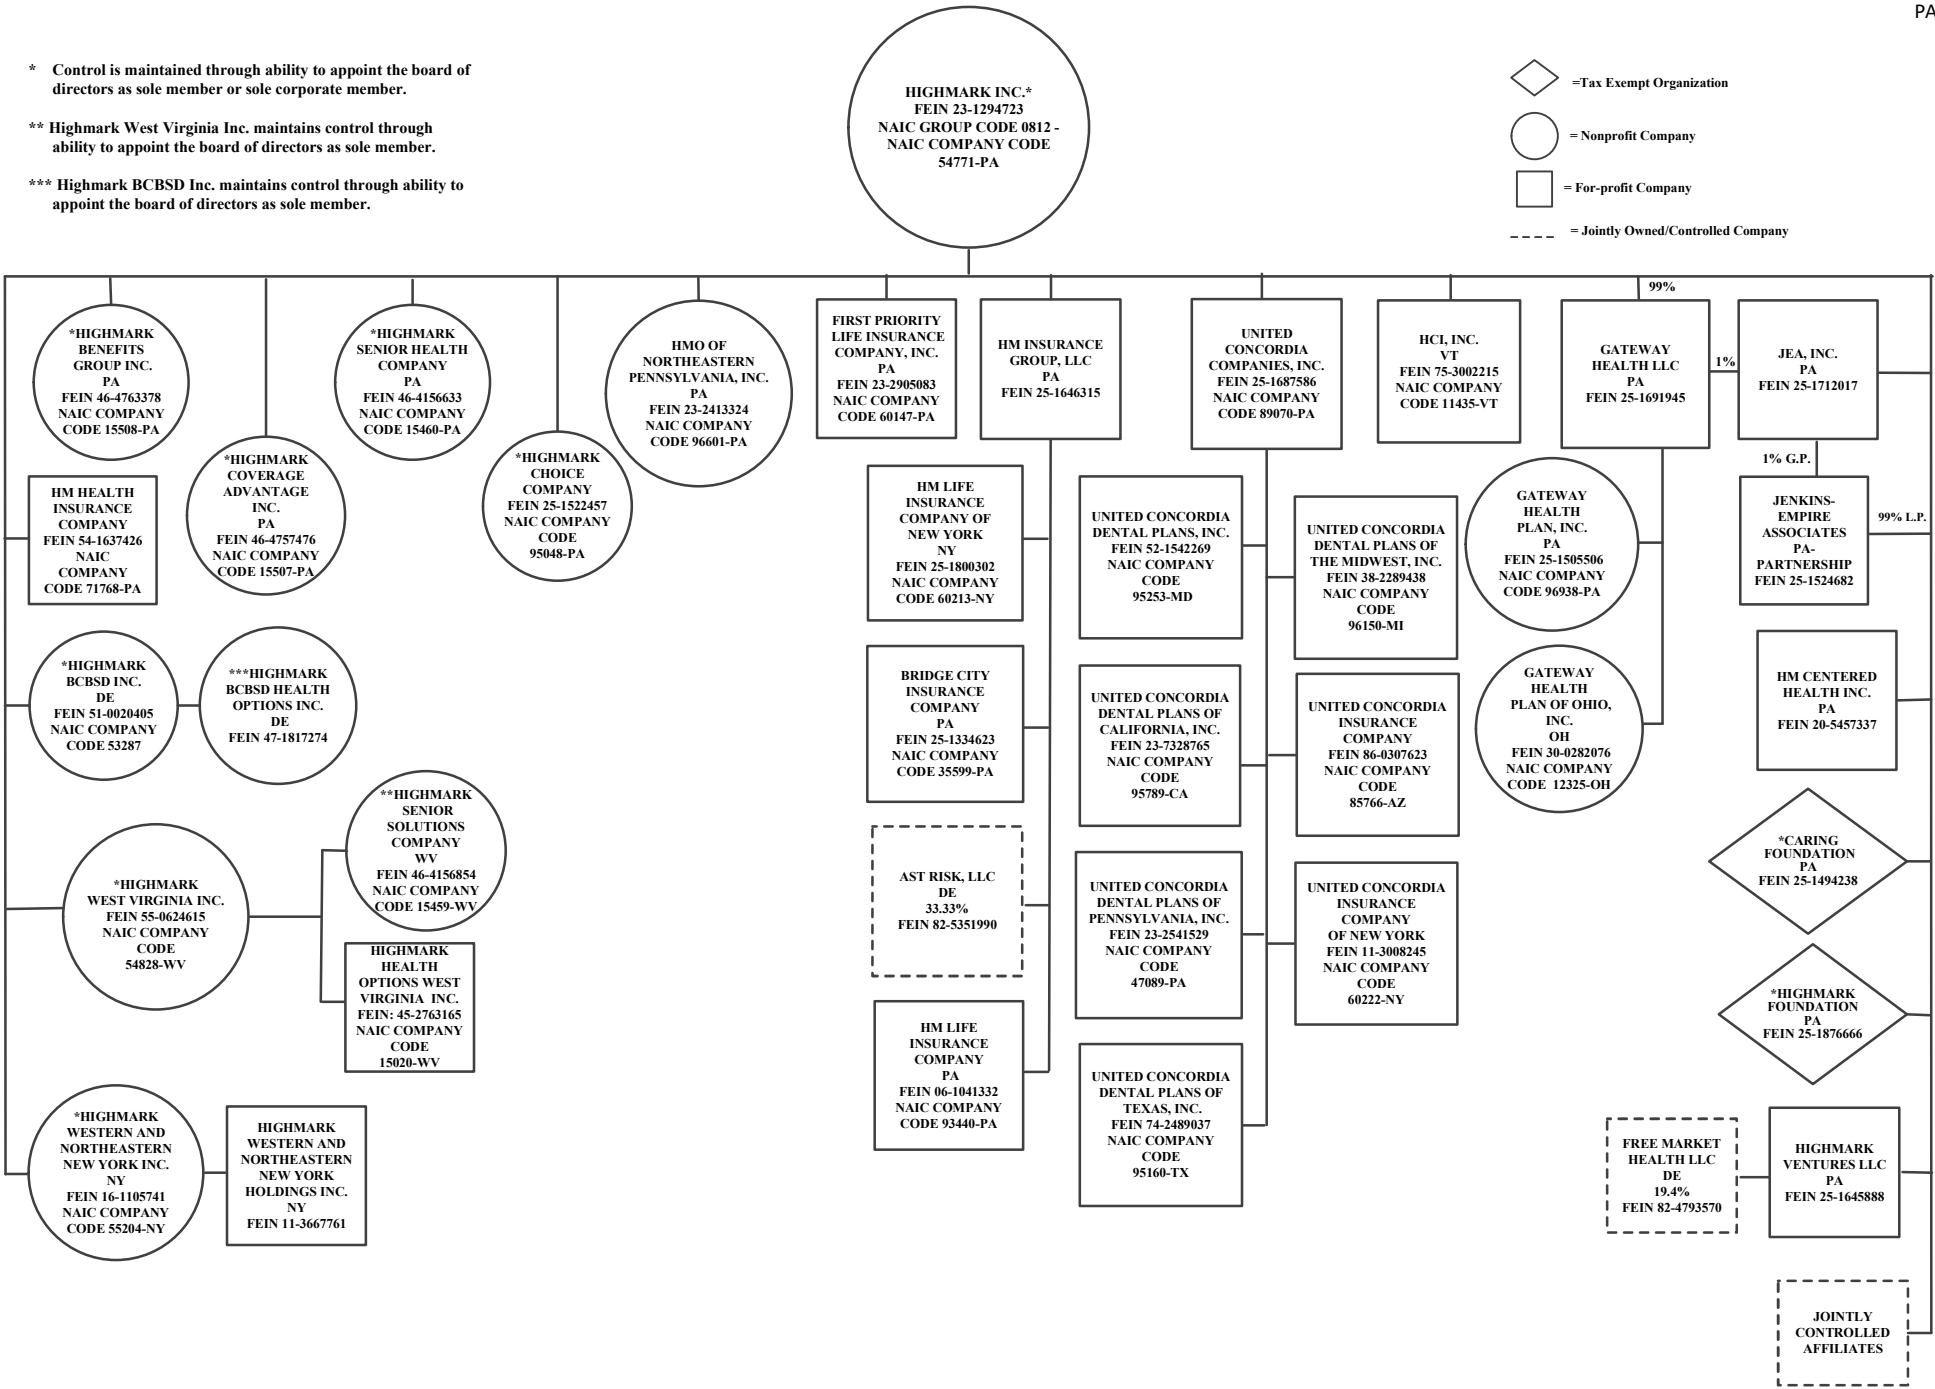 PA
* Control is maintained through ability to appoint the board of
directors as sole member or sole corporate member.
** Highmark West Virginia Inc. maintains control through
ability to appoint the board of directors as sole member.
*** Highmark BCBSD Inc. maintains control through ability to
appoint the board of directors as sole member.
HIGHMARK INC.*
FEIN 23-1294723
NAIC GROUP CODE 0812 -
NAIC COMPANY CODE
54771-PA
=Tax Exempt Organization
= Nonprofit Company
= For-profit Company
= Jointly Owned/Controlled Company
*HIGHMARK
BENEFITS
GROUP INC.
PA
FEIN 46-4763378
NAIC COMPANY
CODE 15508-PA
*HIGHMARK
COVERAGE
ADVANTAGE
INC.
PA
FEIN 46-4757476
NAIC COMPANY
CODE 15507-PA
*HIGHMARK
SENIOR HEALTH
COMPANY
PA
FEIN 46-4156633
NAIC COMPANY
CODE 15460-PA
*HIGHMARK
CHOICE
COMPANY
FEIN 25-1522457
NAIC COMPANY
CODE
95048-PA
HMO OF
NORTHEASTERN
PENNSYLVANIA, INC.
PA
FEIN 23-2413324
NAIC COMPANY
CODE 96601-PA
FIRST PRIORITY
LIFE INSURANCE
COMPANY, INC.
PA
FEIN 23-2905083
NAIC COMPANY
CODE 60147-PA
HM INSURANCE
GROUP, LLC
PA
FEIN 25-1646315
UNITED
CONCORDIA
COMPANIES, INC.
FEIN 25-1687586
NAIC COMPANY
CODE 89070-PA
HCI, INC.
VT
FEIN 75-3002215
NAIC COMPANY
CODE 11435-VT
99%
GATEWAY
HEALTH LLC
PA
FEIN 25-1691945
1%
JEA, INC.
PA
FEIN 25-1712017
HM HEALTH
INSURANCE
COMPANY
FEIN 54-1637426
NAIC
COMPANY
CODE 71768-PA
HM LIFE
INSURANCE
COMPANY OF
NEW YORK
NY
FEIN 25-1800302
NAIC COMPANY
CODE 60213-NY
UNITED CONCORDIA
DENTAL PLANS, INC.
FEIN 52-1542269
NAIC COMPANY
CODE
95253-MD
UNITED CONCORDIA
DENTAL PLANS OF
THE MIDWEST, INC.
FEIN 38-2289438
NAIC COMPANY
CODE
96150-MI
GATEWAY
HEALTH
PLAN, INC.
PA
FEIN 25-1505506
NAIC COMPANY
CODE 96938-PA
1% G.P.
JENKINS-
EMPIRE
ASSOCIATES
PA-
PARTNERSHIP
FEIN 25-1524682
99% L.P.
*HIGHMARK
BCBSD INC.
DE
FEIN 51-0020405
NAIC COMPANY
CODE 53287
***HIGHMARK
BCBSD HEALTH
OPTIONS INC.
DE
FEIN 47-1817274
BRIDGE CITY
INSURANCE
COMPANY
PA
FEIN 25-1334623
NAIC COMPANY
CODE 35599-PA
UNITED CONCORDIA
DENTAL PLANS OF
CALIFORNIA, INC.
FEIN 23-7328765
NAIC COMPANY
CODE
95789-CA
UNITED CONCORDIA
INSURANCE
COMPANY
FEIN 86-0307623
NAIC COMPANY
CODE
85766-AZ
GATEWAY
HEALTH
PLAN OF OHIO,
INC.
OH
FEIN 30-0282076
NAIC COMPANY
CODE 12325-OH
HM CENTERED
HEALTH INC.
PA
FEIN 20-5457337
*HIGHMARK
WEST VIRGINIA INC.
FEIN 55-0624615
NAIC COMPANY
CODE
54828-WV
**HIGHMARK
SENIOR
SOLUTIONS
COMPANY
WV
FEIN 46-4156854
NAIC COMPANY
CODE 15459-WV
HIGHMARK
HEALTH
OPTIONS WEST
VIRGINIA INC.
FEIN: 45-2763165
NAIC COMPANY
CODE
15020-WV
AST RISK, LLC
DE
33.33%
FEIN 82-5351990
UNITED CONCORDIA
DENTAL PLANS OF
PENNSYLVANIA, INC.
FEIN 23-2541529
NAIC COMPANY
CODE
47089-PA
UNITED CONCORDIA
INSURANCE
COMPANY
OF NEW YORK
FEIN 11-3008245
NAIC COMPANY
CODE
60222-NY
*CARING
FOUNDATION
PA
FEIN 25-1494238
*HIGHMARK
FOUNDATION
PA
FEIN 25-1876666
HM LIFE
INSURANCE
COMPANY
PA
FEIN 06-1041332
NAIC COMPANY
CODE 93440-PA
UNITED CONCORDIA
DENTAL PLANS OF
TEXAS, INC.
FEIN 74-2489037
NAIC COMPANY
CODE
95160-TX
*HIGHMARK
WESTERN AND
NORTHEASTERN
NEW YORK INC.
NY
FEIN 16-1105741
NAIC COMPANY
CODE 55204-NY
HIGHMARK
WESTERN AND
NORTHEASTERN
NEW YORK
HOLDINGS INC.
NY
FEIN 11-3667761
FREE MARKET
HEALTH LLC
DE
19.4%
FEIN 82-4793570
HIGHMARK
VENTURES LLC
PA
FEIN 25-1645888
JOINTLY
CONTROLLED
AFFILIATES